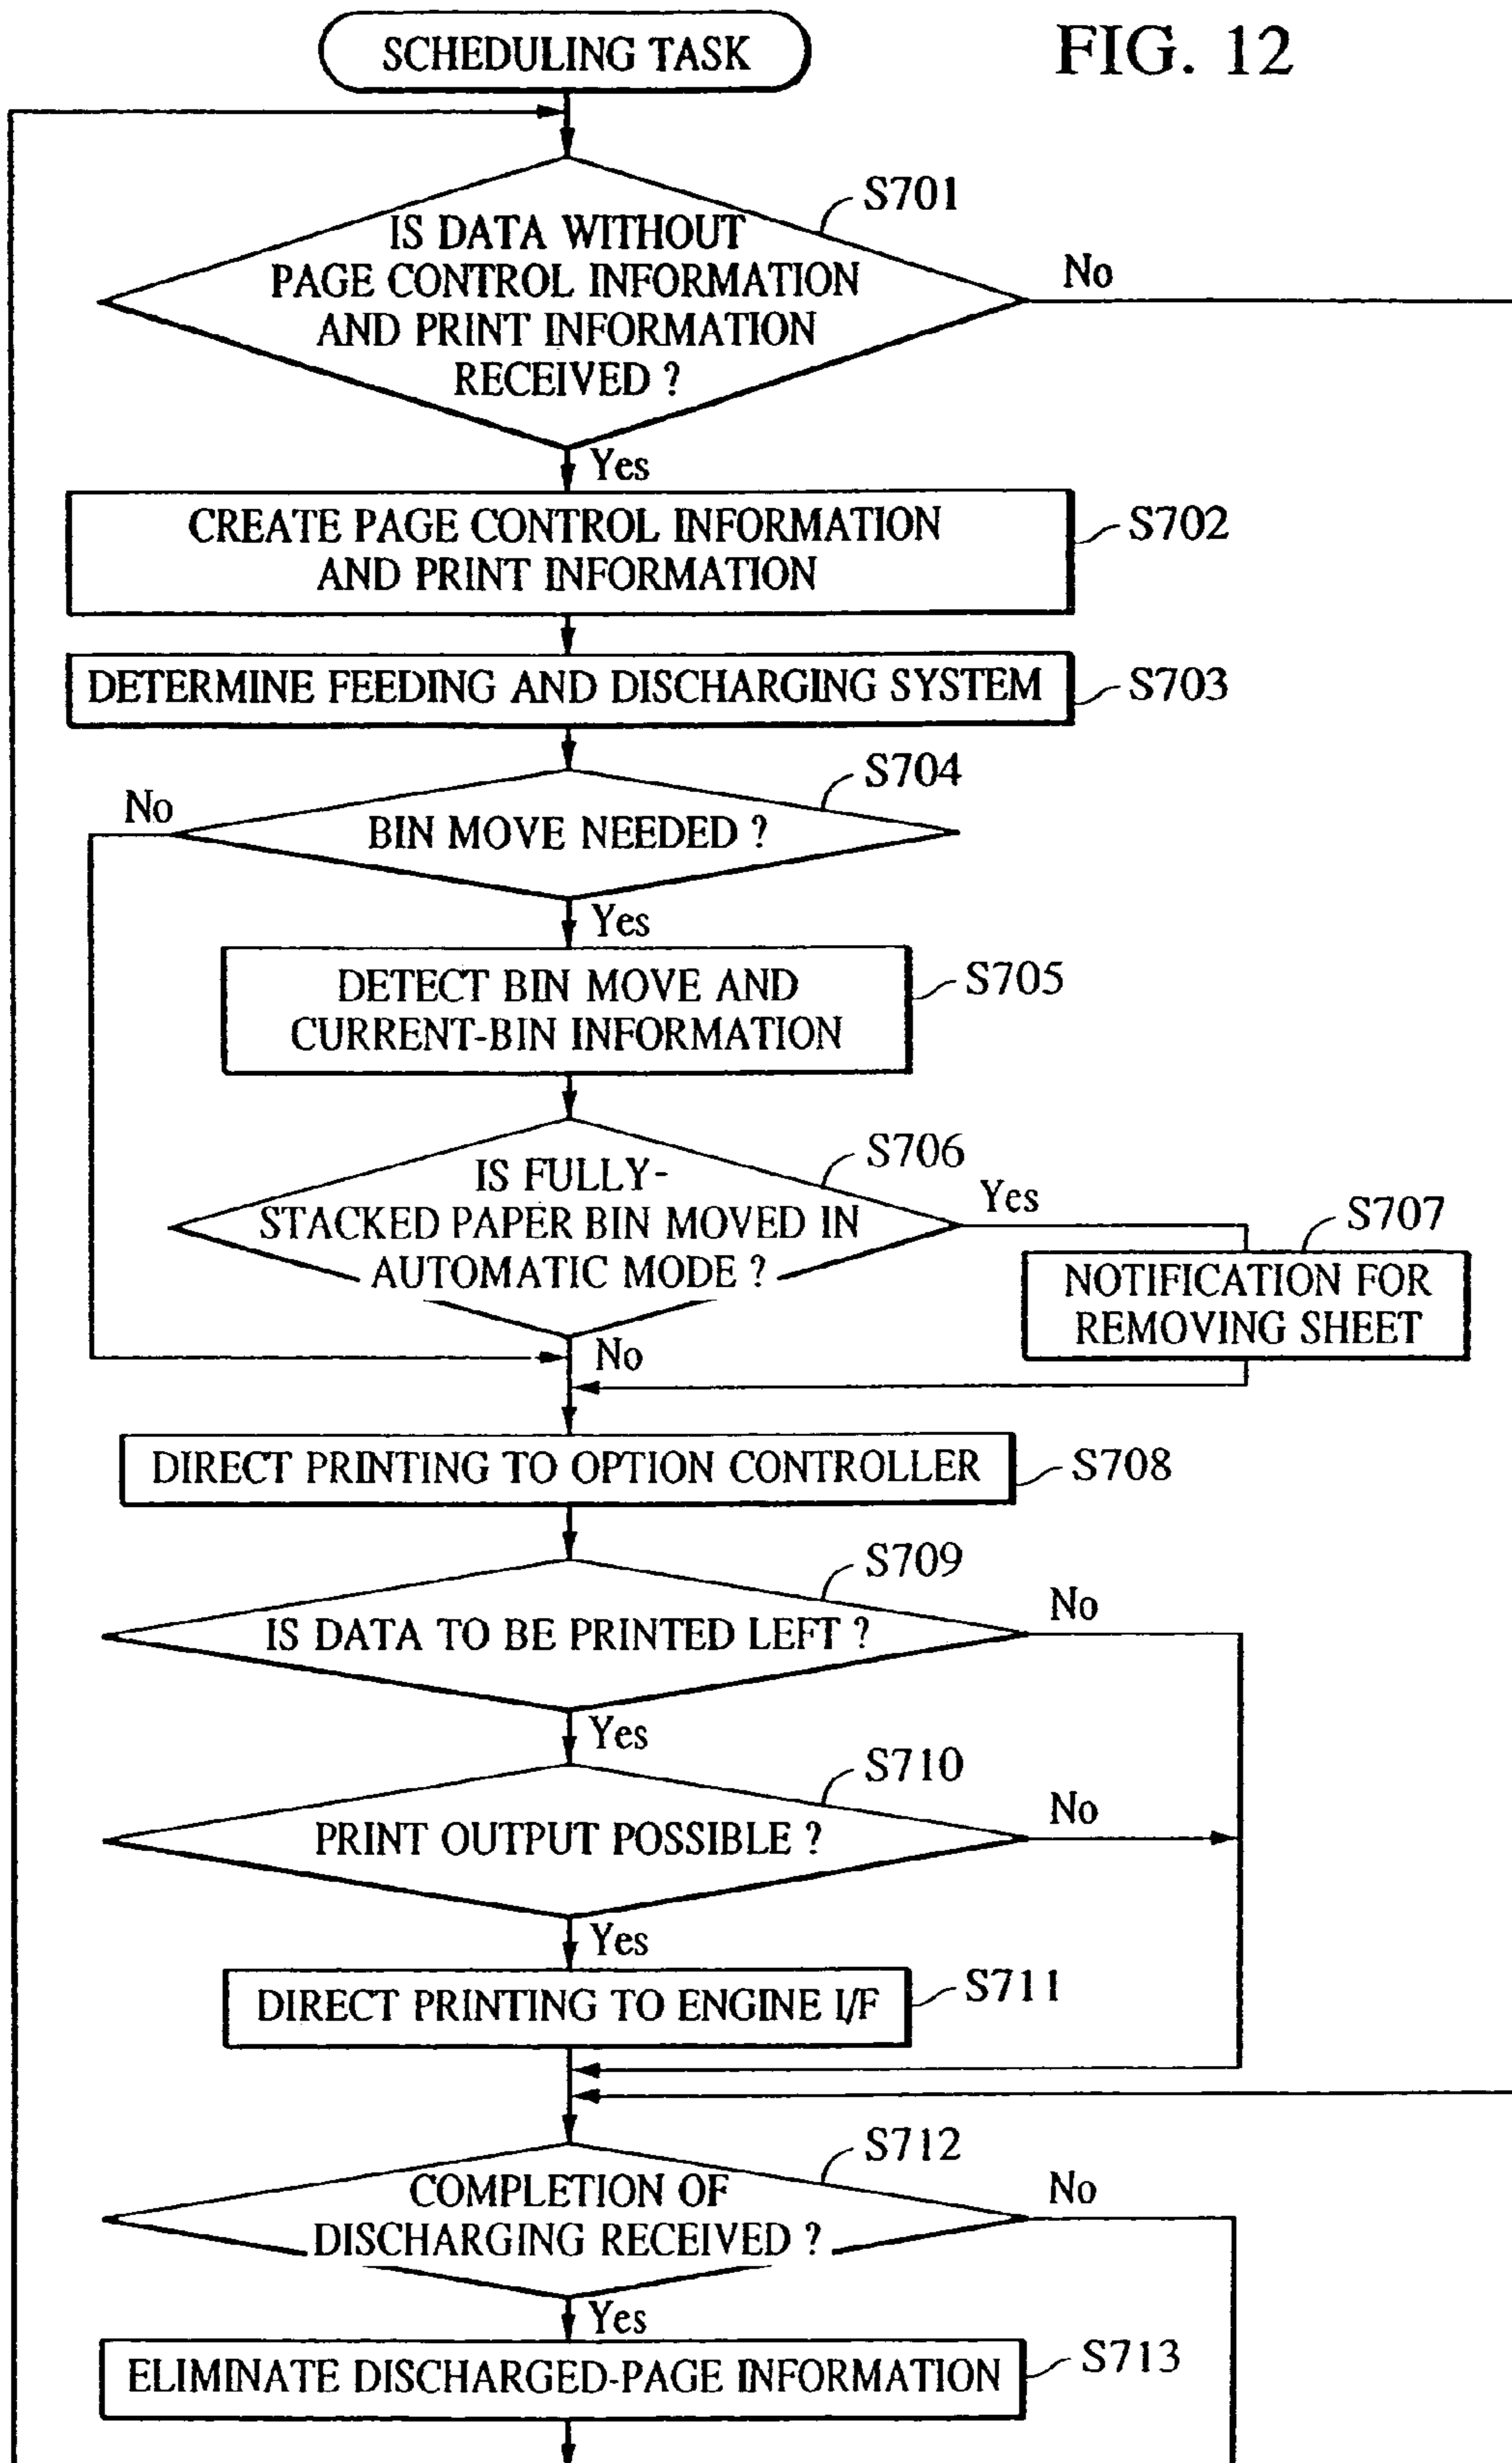 SCHEDULING TASK
FIG. 12
S701
IS DATA WITHOUT
PAGE CONTROL INFORMATION
AND PRINT INFORMATION
RECEIVED ?
No
Yes
CREATE PAGE CONTROL INFORMATION
AND PRINT INFORMATION
S702
DETERMINE FEEDING AND DISCHARGING SYSTEM
S703
S704
No
BIN MOVE NEEDED ?
Yes
DETECT BIN MOVE AND
CURRENT-BIN INFORMATION
S705
S706
IS FULLY-
STACKED PAPER BIN MOVED IN
AUTOMATIC MODE ?
Yes
S707
NOTIFICATION FOR
REMOVING SHEET
No
DIRECT PRINTING TO OPTION CONTROLLER
S708
S709
IS DATA TO BE PRINTED LEFT ?
No
Yes
S710
PRINT OUTPUT POSSIBLE ?
No
Yes
DIRECT PRINTING TO ENGINE I/F
S711
S712
COMPLETION OF
DISCHARGING RECEIVED ?
No
Yes
ELIMINATE DISCHARGED-PAGE INFORMATION
S713